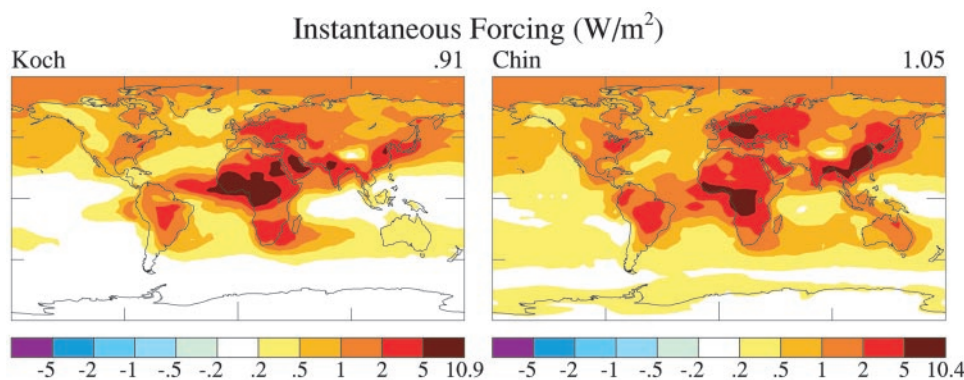 Instantaneous Forcing (W/m²)
Koch .91 Chin 1.05
-5 -2 -1 -.5 -.2 .2 .5 1 2 5 10.9 -5 -2 -1 -.5 -.2 .2 .5 1 2 5 10.4